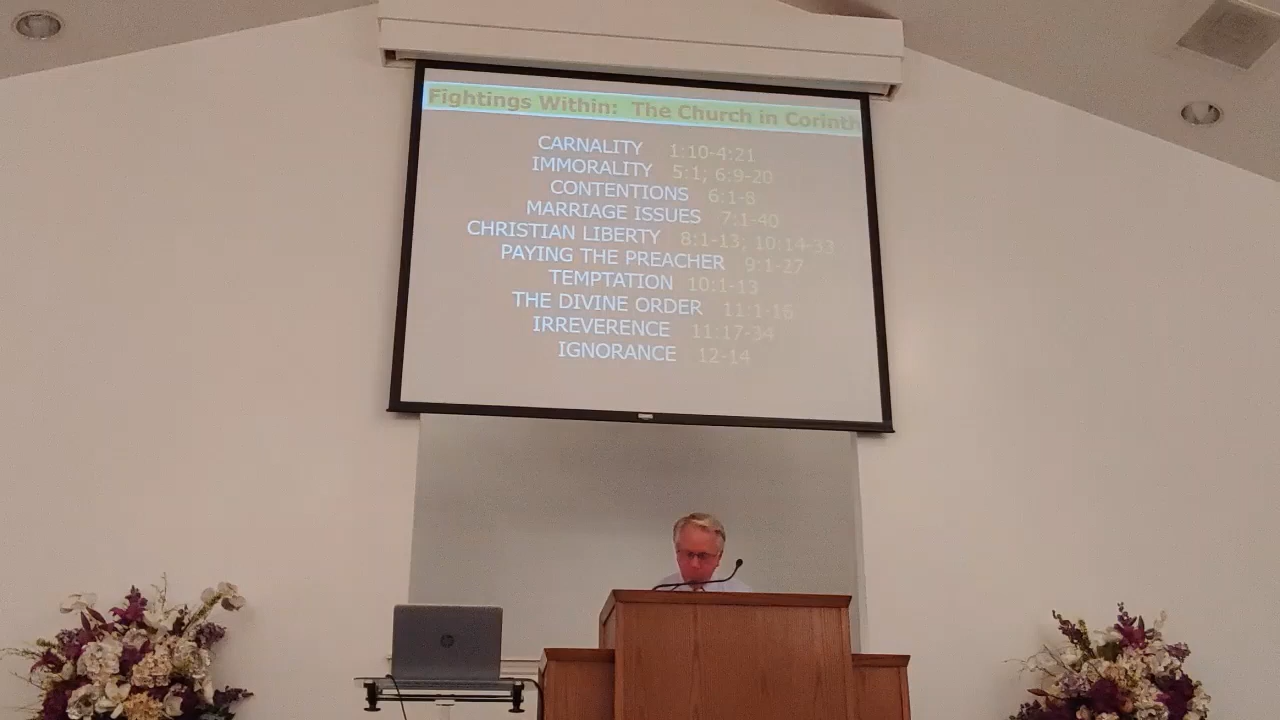 Fightings Within: The Church in Corinth
CARNALITY 1:10-4:21
IMMORALITY 5:1; 6:9-20
CONTENTIONS 6:1-8
MARRIAGE ISSUES 7:1-40
CHRISTIAN LIBERTY 8:1-13, 10:14-33
PAYING THE PREACHER 9:1-27
TEMPTATION 10:1-13
THE DIVINE ORDER 11:1-16
IRREVERENCE 11:17-34
IGNORANCE 12-14
hp